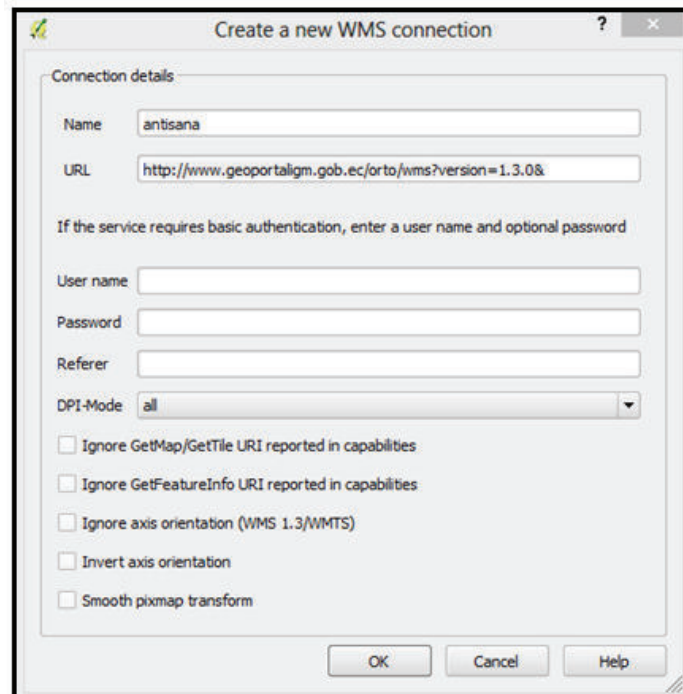 Create a new WMS connection ?
Connection details
Name antisana
URL http://www.geoportaligm.gob.ec/orto/wms?version=1.3.0&
If the service requires basic authentication, enter a user name and optional password
User name
Password
Referer
DPI-Mode all
Ignore GetMap/GetTile URI reported in capabilities
Ignore GetFeatureInfo URI reported in capabilities
Ignore axis orientation (WMS 1.3/WMTS)
Invert axis orientation
Smooth pixmap transform
OK Cancel Help